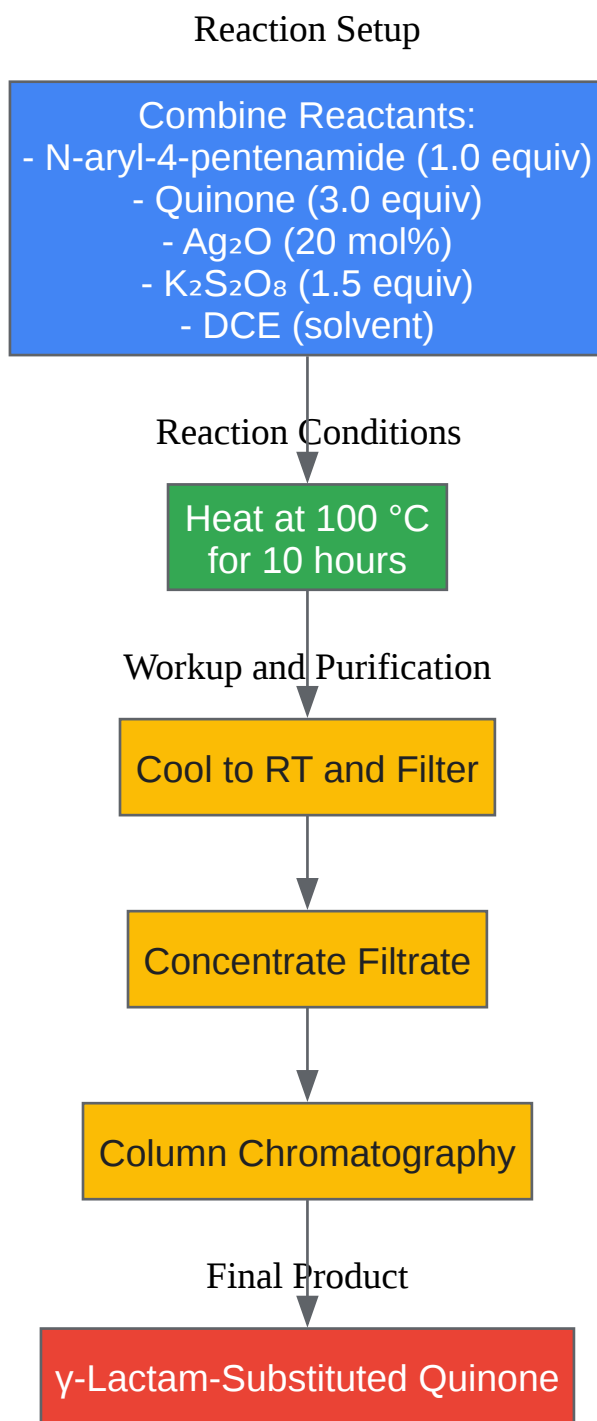 Reaction Setup
Combine Reactants:
- N-aryl-4-pentenamide (1.0 equiv)
- Quinone (3.0 equiv)
- Ag₂O (20 mol%)
- K₂S₂O₈ (1.5 equiv)
- DCE (solvent)
Reaction Conditions
Heat at 100 °C
for 10 hours
Workup and Purification
Cool to RT and Filter
Concentrate Filtrate
Column Chromatography
Final Product
γ-Lactam-Substituted Quinone